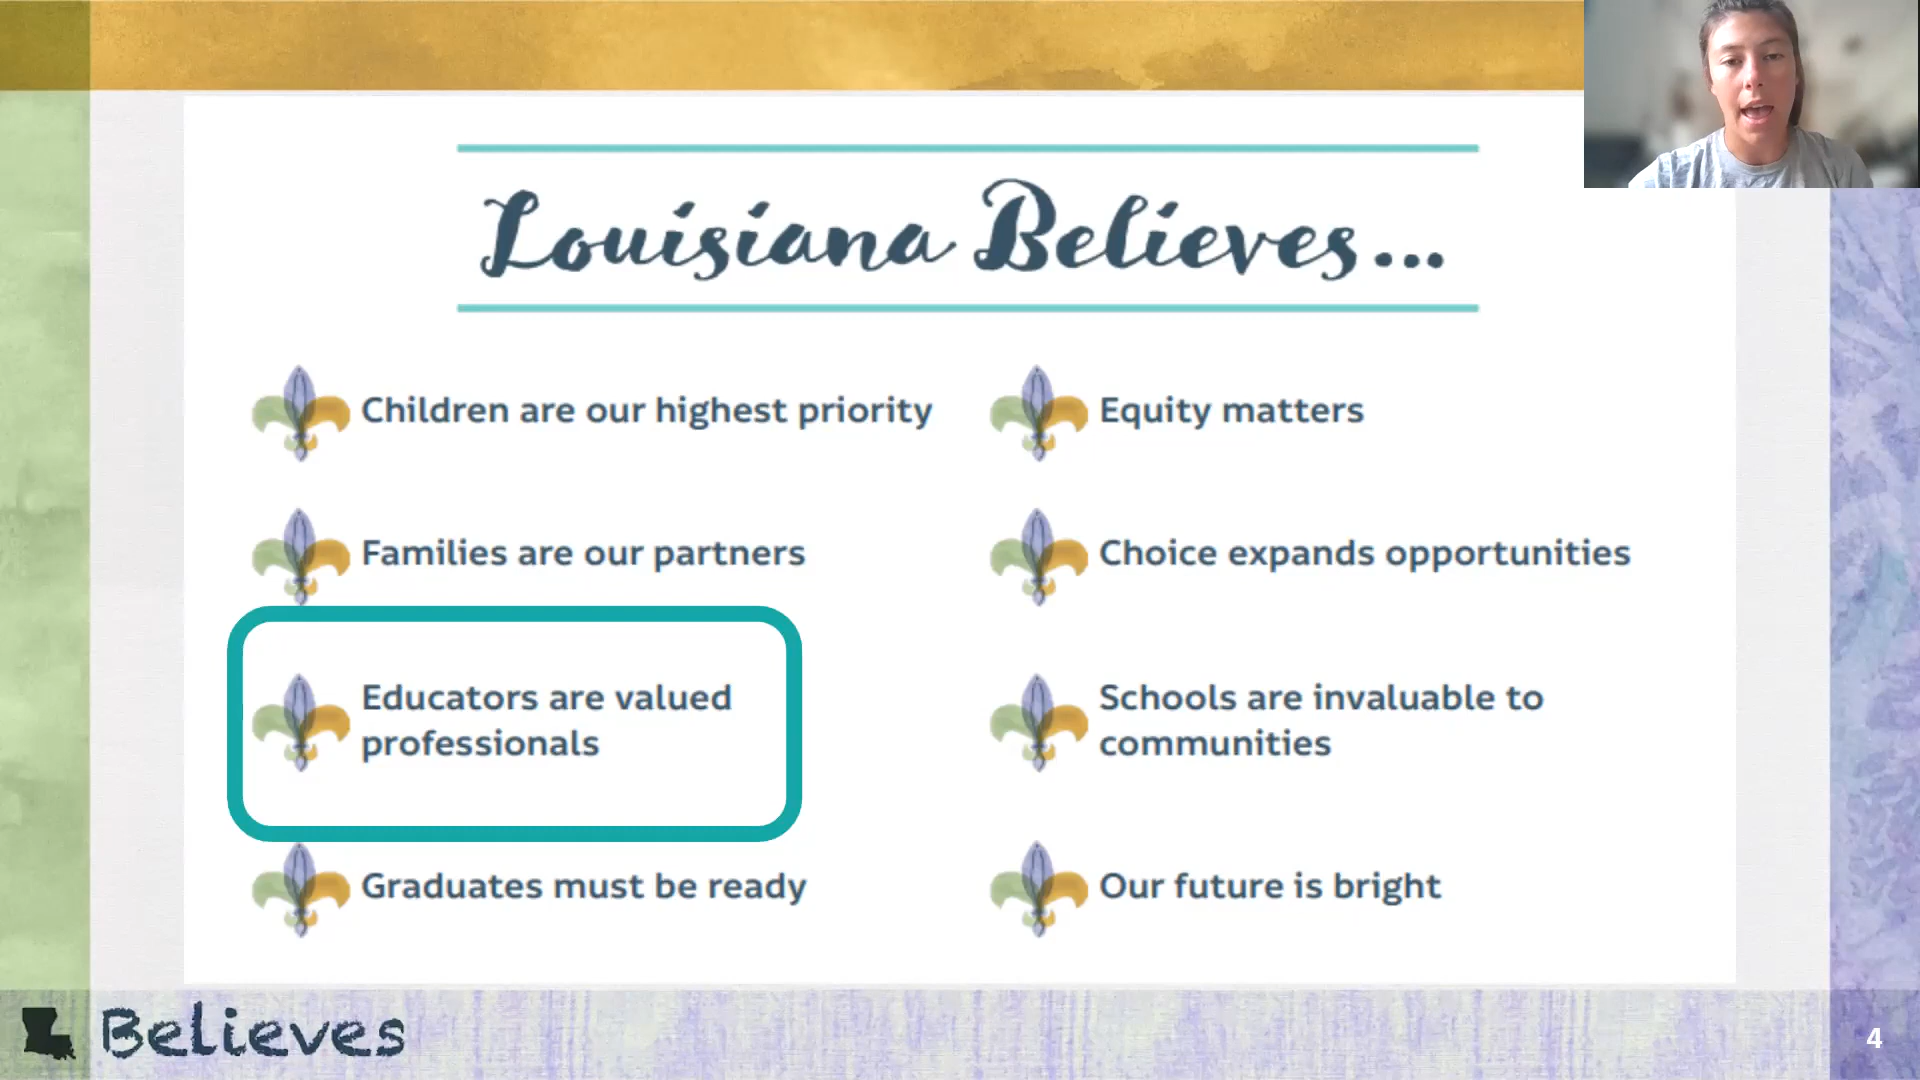 Louisiana Believes...
Children are our highest priority
Equity matters
Families are our partners
Choice expands opportunities
Educators are valued
professionals
Schools are invaluable to
communities
Graduates must be ready
Our future is bright
Believes
4